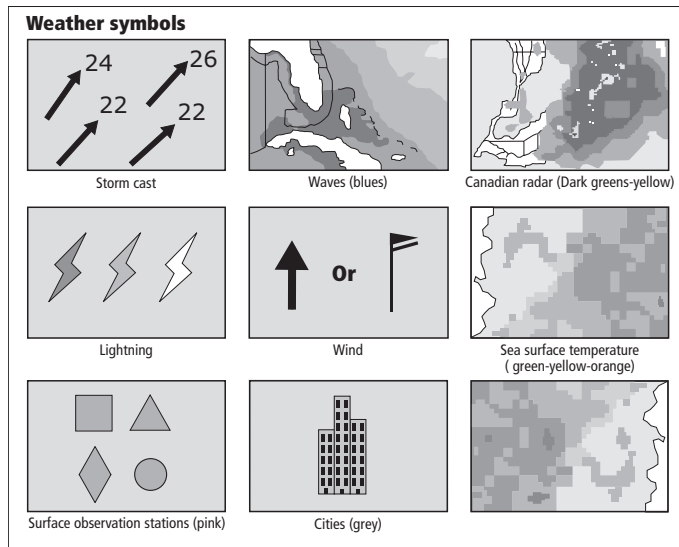 Weather symbols
24
26
22
22
Storm cast
Waves (blues)
Canadian radar (Dark greens-yellow)
Or
Lightning
Wind
Sea surface temperature
( green-yellow-orange)
Surface observation stations (pink)
Cities (grey)